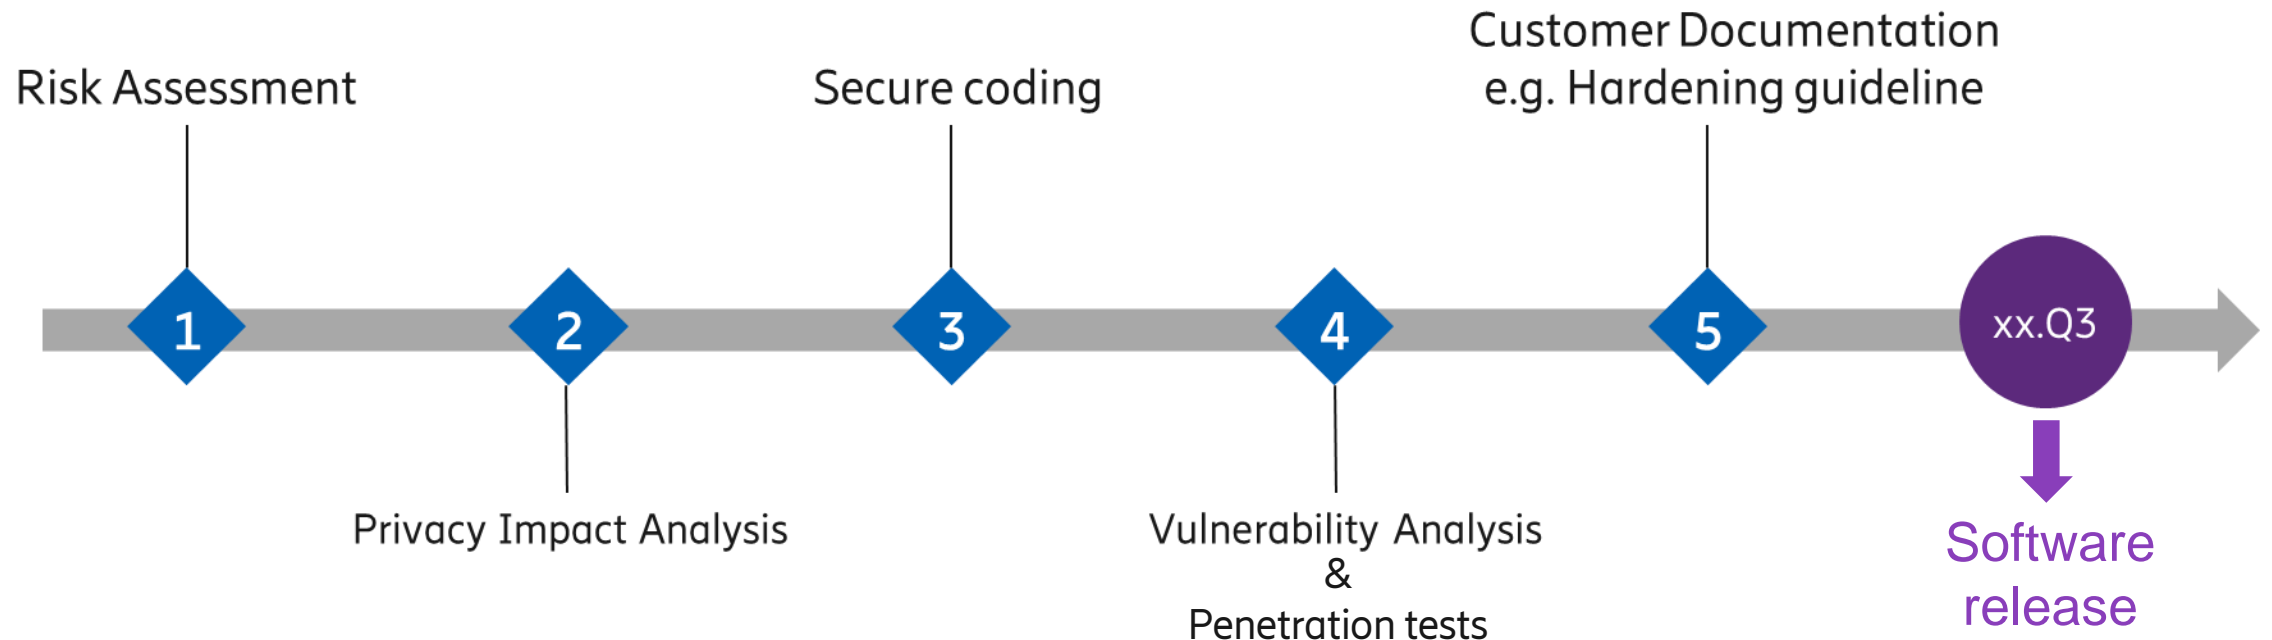 Risk Assessment
Secure coding
Customer Documentation
e.g. Hardening guideline
1
2
3
4
5
xx.Q3
Privacy Impact Analysis
Vulnerability Analysis
&
Penetration tests
Software
release